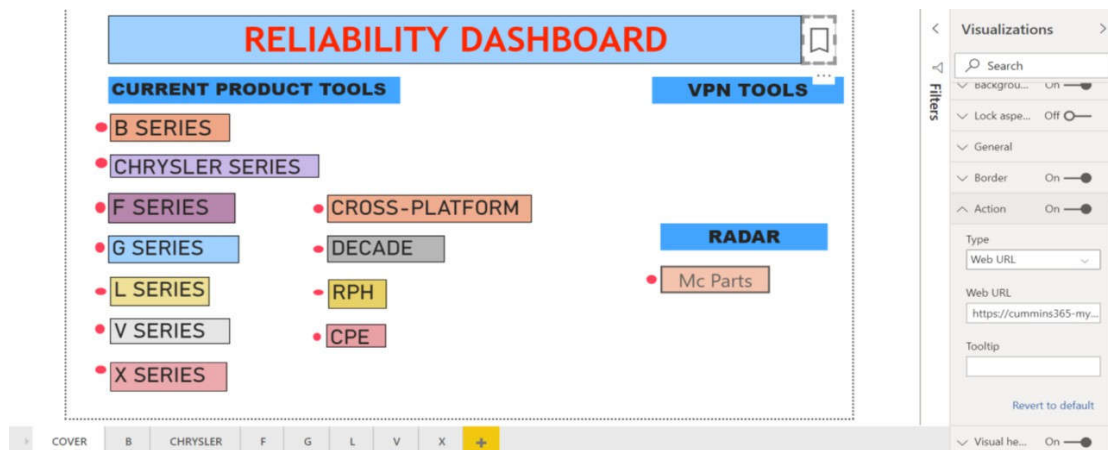 RELIABILITY DASHBOARD
CURRENT PRODUCT TOOLS
VPN TOOLS
B SERIES
CHRYSLER SERIES
F SERIES
CROSS-PLATFORM
G SERIES
DECADE
L SERIES
RPH
V SERIES
CPE
X SERIES
RADAR
Mc Parts
COVER B CHRYSLER F G L V X +
Filters
Visualizations
Search
Backgrou... On
Lock aspe... Off
General
Border On
Action On
Type
Web URL
Web URL
https://cummins365-my...
Tooltip
Revert to default
Visual he... On